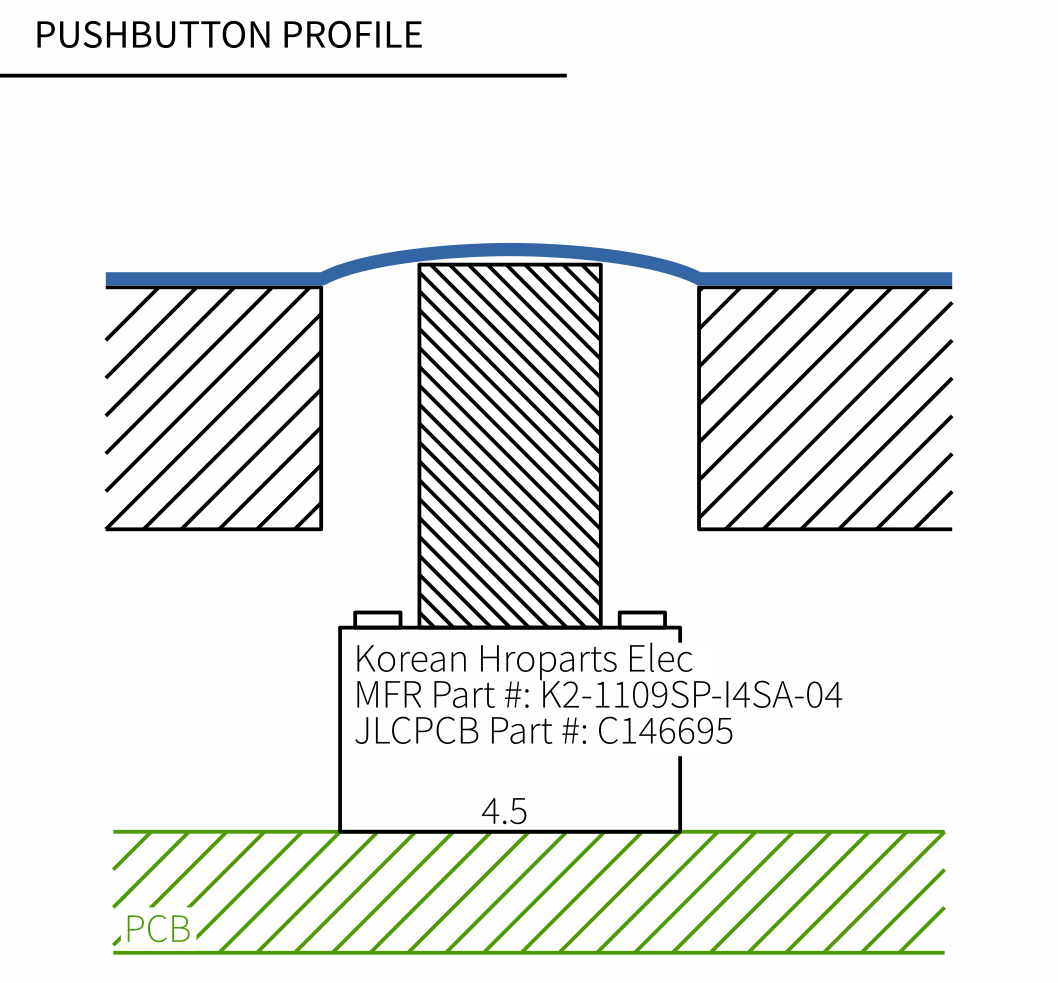 PUSHBUTTON PROFILE
Korean Hroparts Elec
MFR Part #: K2-1109SP-I4SA-04
JLCPCB Part #: C146695
4.5
PCB